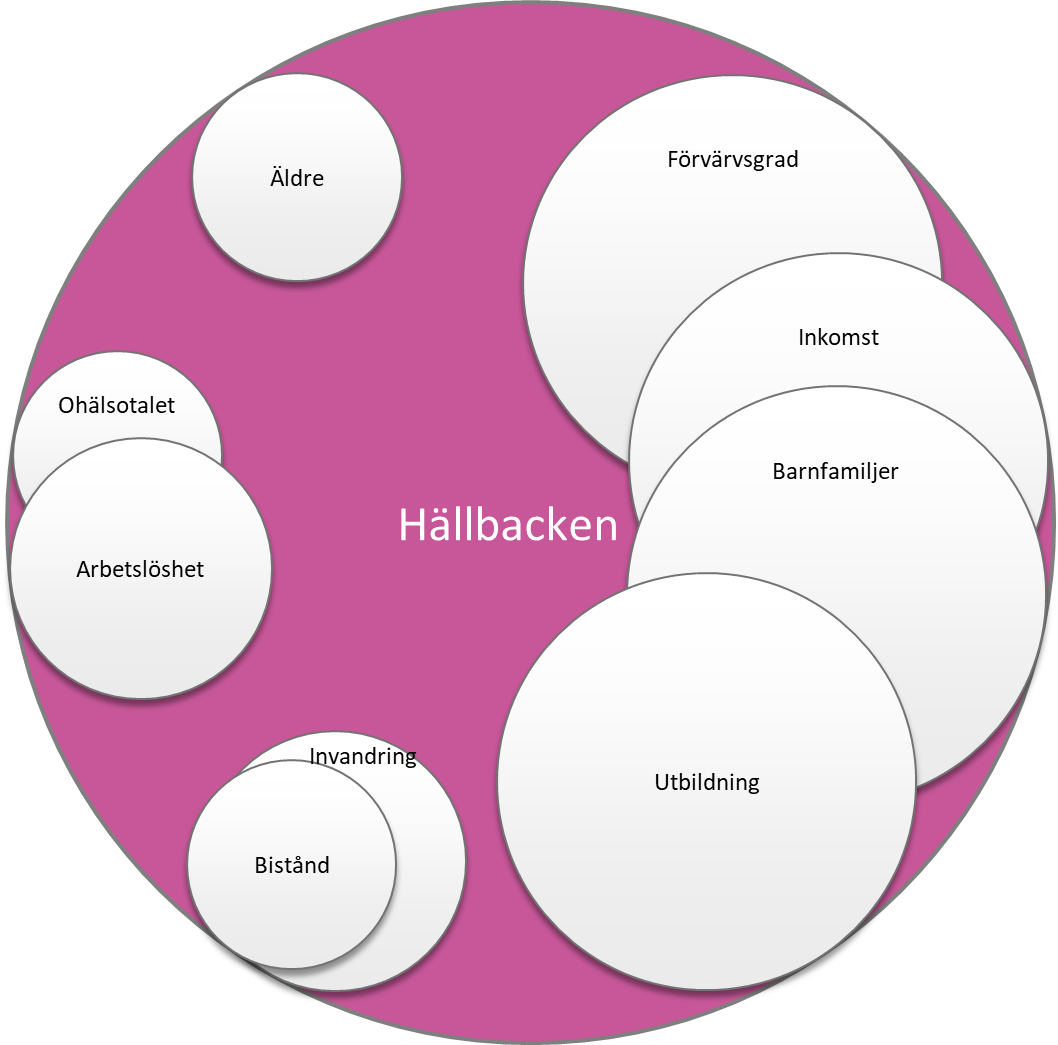 Äldre
Förvärvsgrad
Inkomst
Ohälsotalet
Barnfamiljer
Hällbacken
Arbetslöshet
Invandring
Utbildning
Bistånd